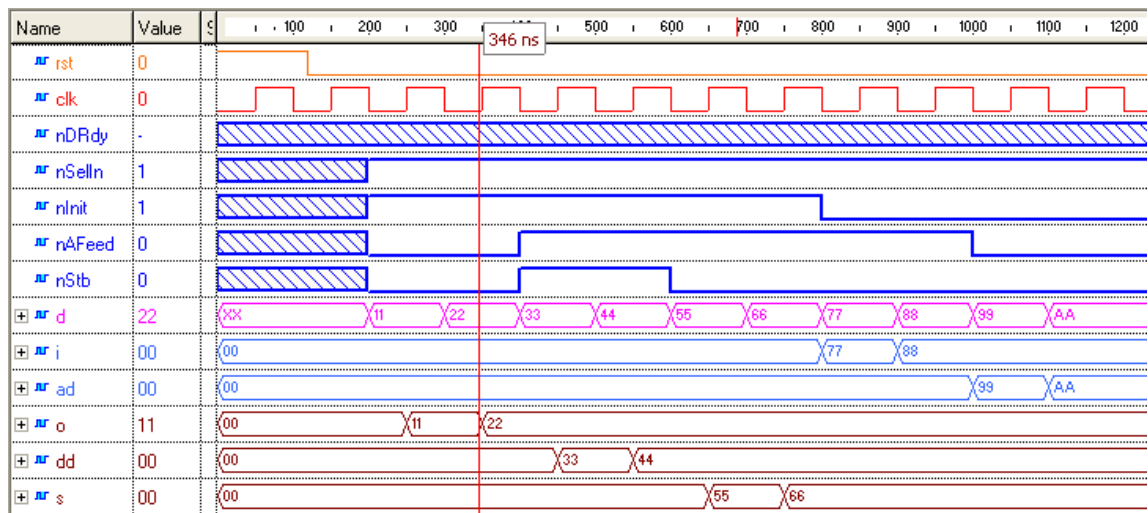 Name Value S 100 200 300 400 500 600 700 800 900 1000 1100 1200
346 ns
rst 0
clk 0
nDRdy -
nSelIn 1
nInit 1
nAFeed 0
nStb 0
d 22 XX 11 22 33 44 55 66 77 88 99 AA
i 00 00 77 88
ad 00 00 99 AA
o 11 00 11 22
dd 00 00 33 44
s 00 00 55 66